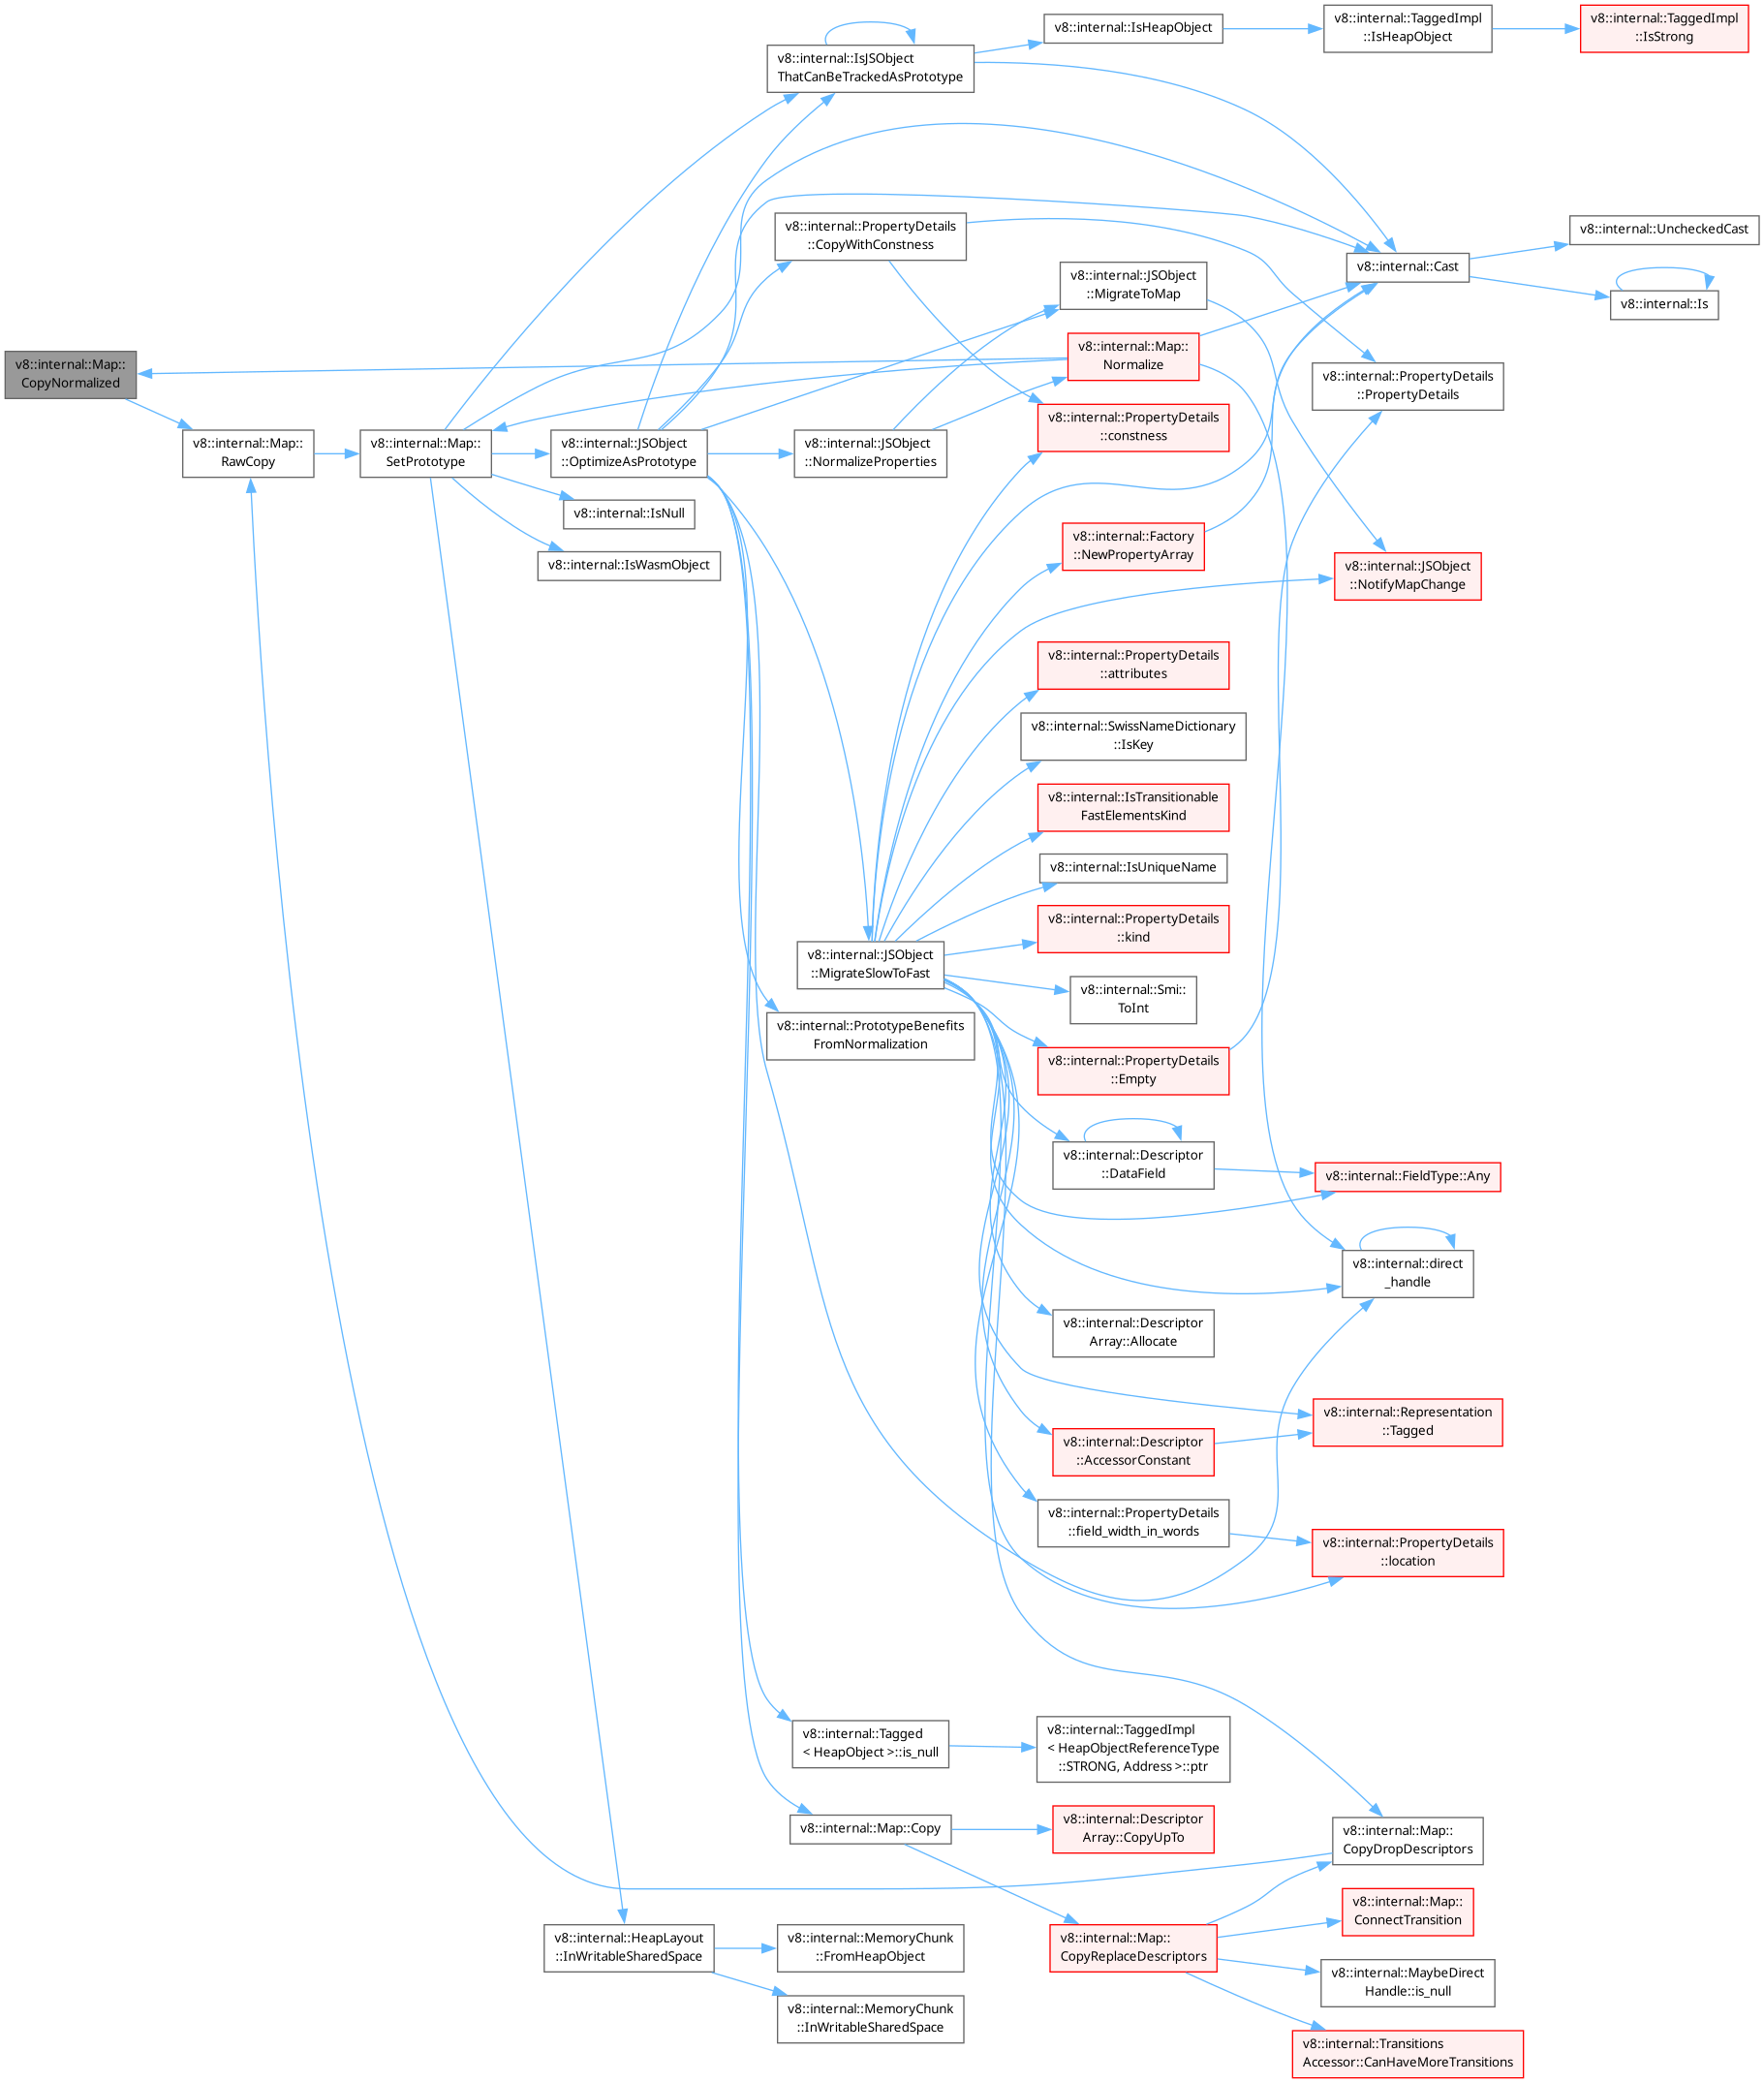 v8::internal::Map::
CopyNormalized
v8::internal::Map::
RawCopy
v8::internal::Map::
SetPrototype
v8::internal::IsJSObject
ThatCanBeTrackedAsPrototype
v8::internal::JSObject
::OptimizeAsPrototype
v8::internal::IsNull
v8::internal::IsWasmObject
v8::internal::HeapLayout
::InWritableSharedSpace
v8::internal::IsHeapObject
v8::internal::TaggedImpl
::IsHeapObject
v8::internal::TaggedImpl
::IsStrong
v8::internal::PropertyDetails
::CopyWithConstness
v8::internal::JSObject
::MigrateToMap
v8::internal::Cast
v8::internal::UncheckedCast
v8::internal::Is
v8::internal::Map::
Normalize
v8::internal::PropertyDetails
::PropertyDetails
v8::internal::PropertyDetails
::constness
v8::internal::JSObject
::NormalizeProperties
v8::internal::Factory
::NewPropertyArray
v8::internal::JSObject
::NotifyMapChange
v8::internal::PropertyDetails
::attributes
v8::internal::SwissNameDictionary
::IsKey
v8::internal::IsTransitionable
FastElementsKind
v8::internal::IsUniqueName
v8::internal::PropertyDetails
::kind
v8::internal::JSObject
::MigrateSlowToFast
v8::internal::Smi::
ToInt
v8::internal::PrototypeBenefits
FromNormalization
v8::internal::PropertyDetails
::Empty
v8::internal::Descriptor
::DataField
v8::internal::FieldType::Any
v8::internal::direct
_handle
v8::internal::Descriptor
Array::Allocate
v8::internal::Representation
::Tagged
v8::internal::Descriptor
::AccessorConstant
v8::internal::PropertyDetails
::field_width_in_words
v8::internal::PropertyDetails
::location
v8::internal::Tagged
< HeapObject >::is_null
v8::internal::TaggedImpl
< HeapObjectReferenceType
::STRONG, Address >::ptr
v8::internal::Map::Copy
v8::internal::Descriptor
Array::CopyUpTo
v8::internal::Map::
CopyDropDescriptors
v8::internal::Map::
ConnectTransition
v8::internal::Map::
CopyReplaceDescriptors
v8::internal::MaybeDirect
Handle::is_null
v8::internal::Transitions
Accessor::CanHaveMoreTransitions
v8::internal::MemoryChunk
::FromHeapObject
v8::internal::MemoryChunk
::InWritableSharedSpace